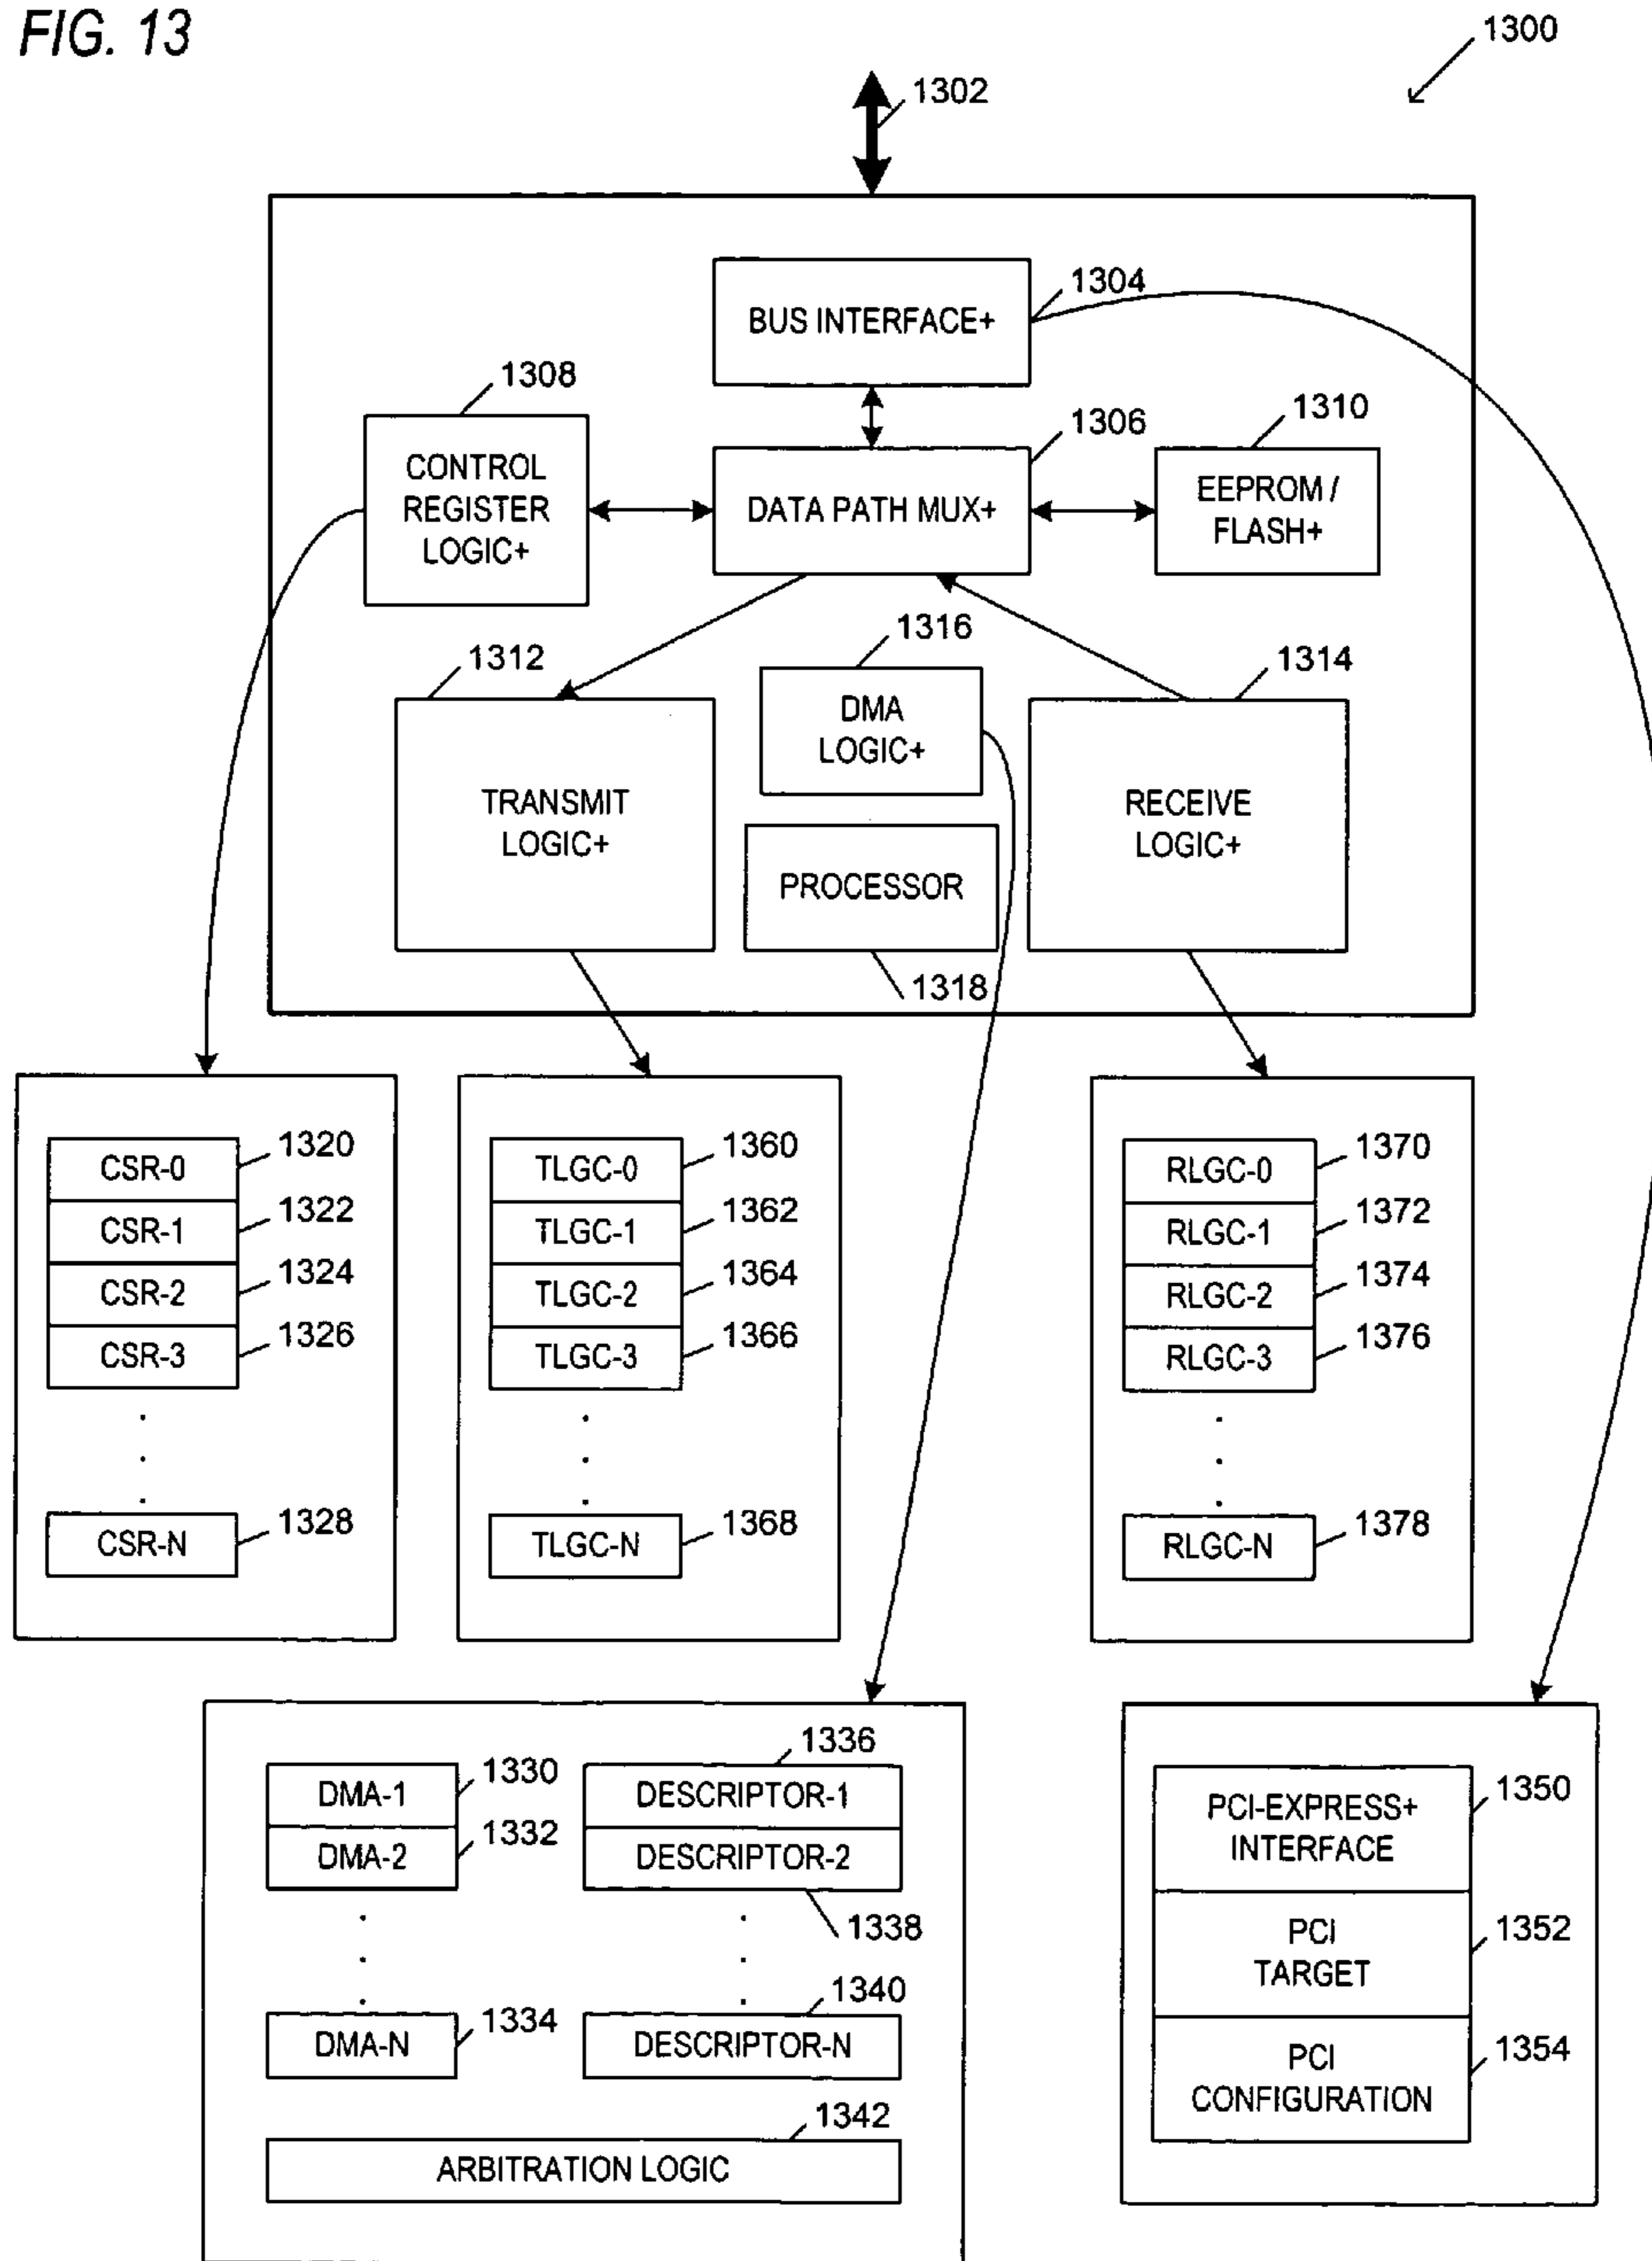 FIG. 13
1300
1302
1304
BUS INTERFACE+
1308
1306
1310
CONTROL
REGISTER
LOGIC+
DATA PATH MUX+
EEPROM /
FLASH+
1312
1316
1314
DMA
LOGIC+
TRANSMIT
LOGIC+
RECEIVE
LOGIC+
PROCESSOR
1318
CSR-0
1320
CSR-1
1322
CSR-2
1324
CSR-3
1326
.
.
.
CSR-N
1328
TLGC-0
1360
TLGC-1
1362
TLGC-2
1364
TLGC-3
1366
.
.
.
TLGC-N
1368
RLGC-0
1370
RLGC-1
1372
RLGC-2
1374
RLGC-3
1376
.
.
.
RLGC-N
1378
DMA-1
1330
DMA-2
1332
.
.
.
DMA-N
1334
1336
DESCRIPTOR-1
DESCRIPTOR-2
1338
.
.
.
1340
DESCRIPTOR-N
1342
ARBITRATION LOGIC
PCI-EXPRESS+
INTERFACE
1350
PCI
TARGET
1352
PCI
CONFIGURATION
1354